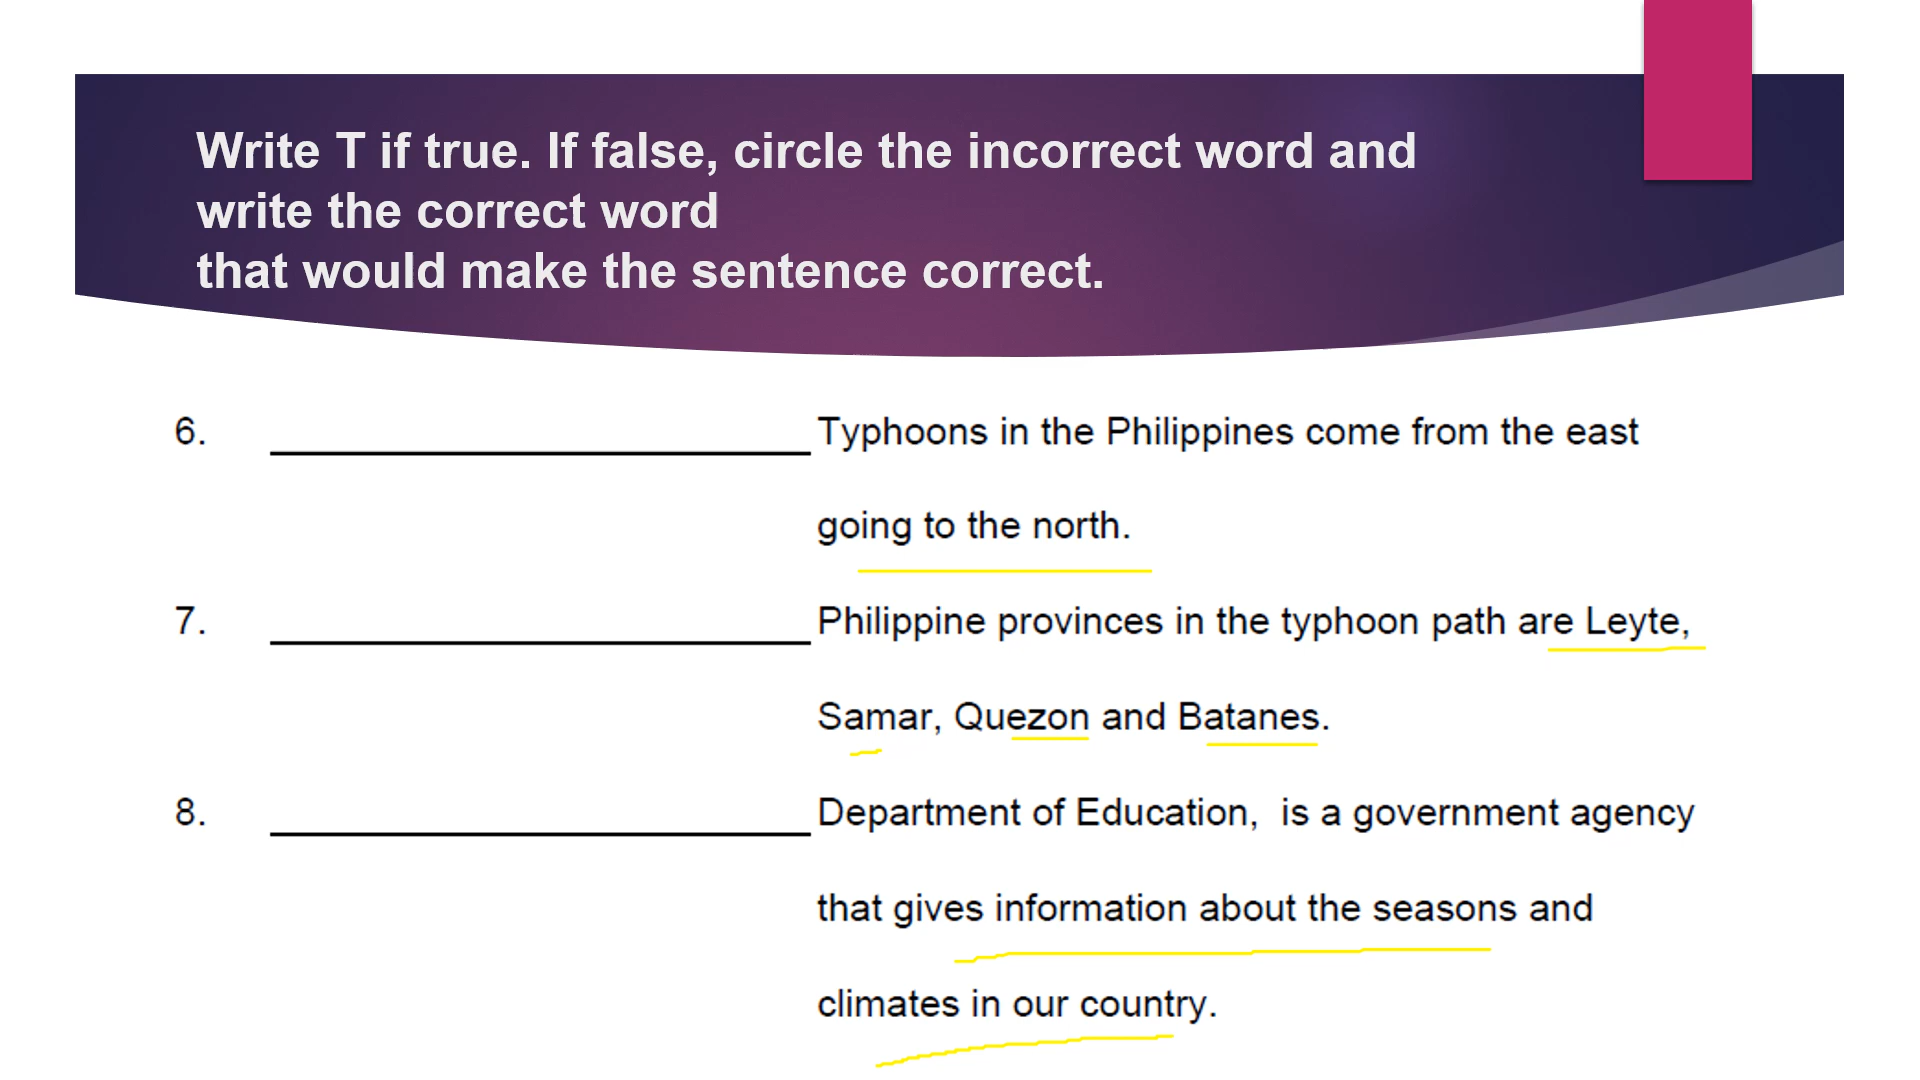 Write T if true. If false, circle the incorrect word and
write the correct word
that would make the sentence correct.
6. ____________________ Typhoons in the Philippines come from the east
going to the north.
7. ____________________ Philippine provinces in the typhoon path are Leyte,
Samar, Quezon and Batanes.
8. ____________________ Department of Education,  is a government agency
that gives information about the seasons and
climates in our country.